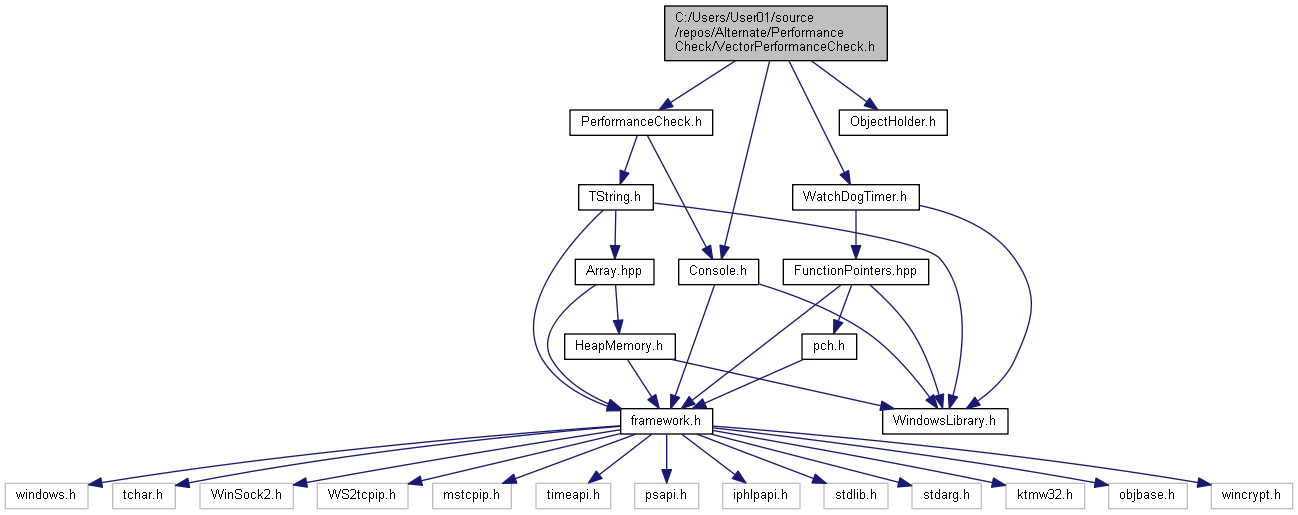 C:/Users/User01/source
/repos/Alternate/Performance
Check/VectorPerformanceCheck.h
PerformanceCheck.h
ObjectHolder.h
TString.h
WatchDogTimer.h
Array.hpp
Console.h
FunctionPointers.hpp
HeapMemory.h
pch.h
framework.h
WindowsLibrary.h
windows.h
tchar.h
WinSock2.h
WS2tcpip.h
mstcpip.h
timeapi.h
psapi.h
iphlpapi.h
stdlib.h
stdarg.h
ktmw32.h
objbase.h
wincrypt.h